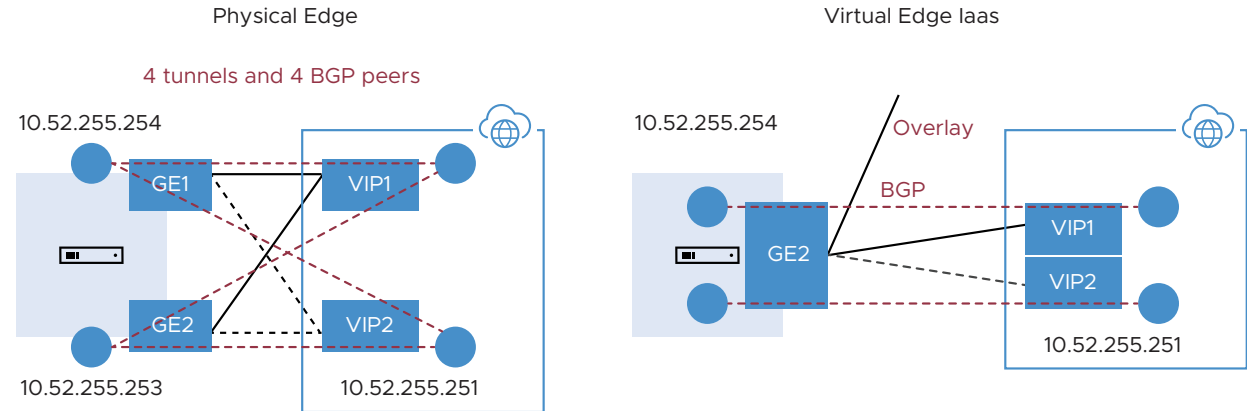 Physical Edge
4 tunnels and 4 BGP peers
10.52.255.254
GE1
VIP1
GE2
VIP2
10.52.255.253
10.52.255.251
Virtual Edge Iaas
10.52.255.254
Overlay
BGP
GE2
VIP1
VIP2
10.52.255.251